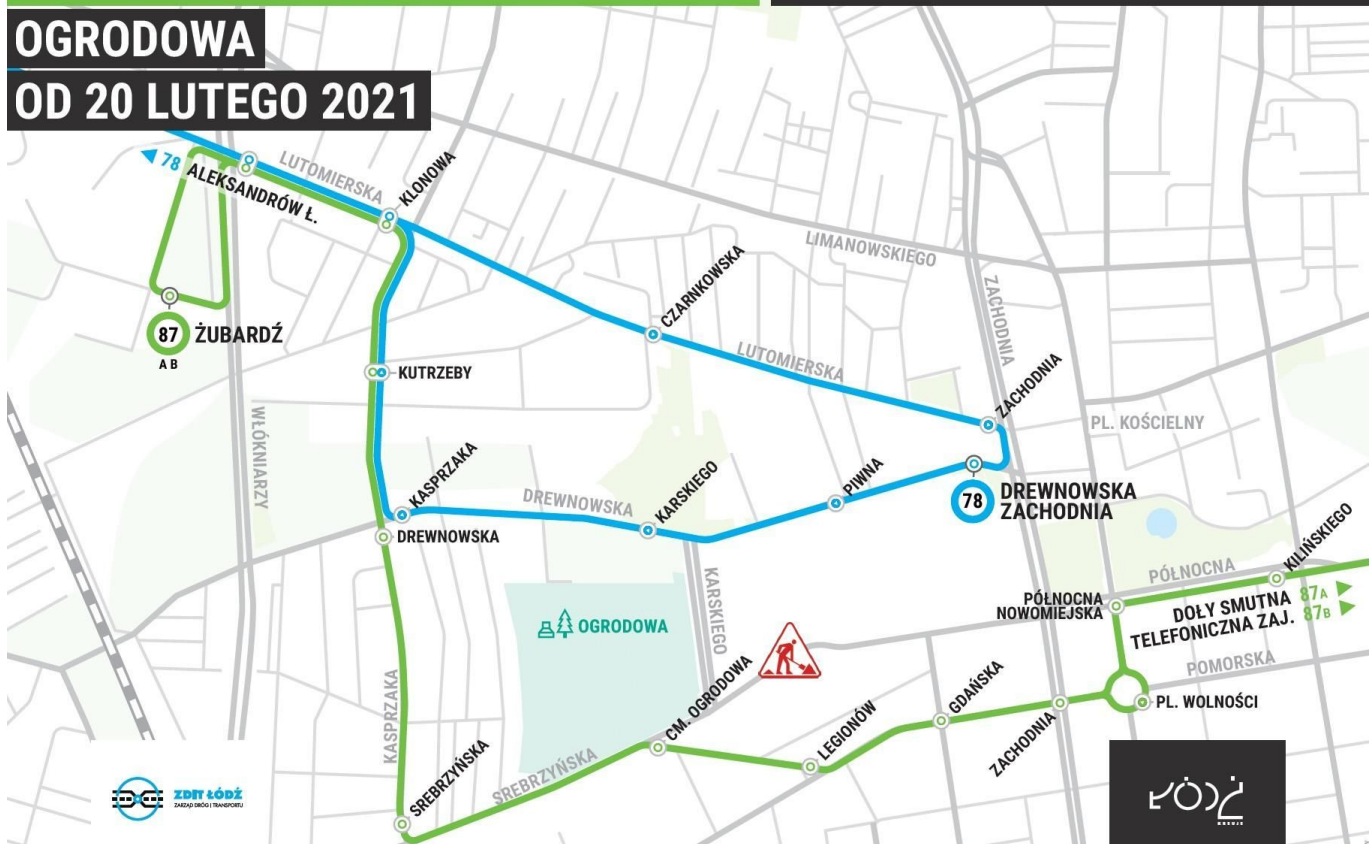 OGRODOWA
OD 20 LUTEGO 2021
78
ALEKSANDRÓW Ł.
LUTOMIERSKA
KLONOWA
LIMANOWSKIEGO
CZARNKOWSKA
ZACHODNIA
87
ŻUBARDŹ
A B
KUTRZEBY
LUTOMIERSKA
ZACHODNIA
PL. KOŚCIELNY
WŁÓKNIARZY
KASPRZAKA
DREWNOWSKA
KARSKIEGO
PIWNA
78
DREWNOWSKA
ZACHODNIA
DREWNOWSKA
KARSKIEGO
OGRODOWA
PÓŁNOCNA
NOWOMIEJSKA
PÓŁNOCNA
KILIŃSKIEGO
DOŁY SMUTNA 87A
TELEFONICZNA ZAJ. 87B
POMORSKA
KASPRZAKA
SREBRZYŃSKA
SREBRZYŃSKA
CM. OGRODOWA
LEGIONÓW
GDAŃSKA
ZACHODNIA
PL. WOLNOŚCI
ZDIT ŁÓDŹ
ZARZĄD DRÓG I TRANSPORTU
ŁÓDŹ
KREUJE